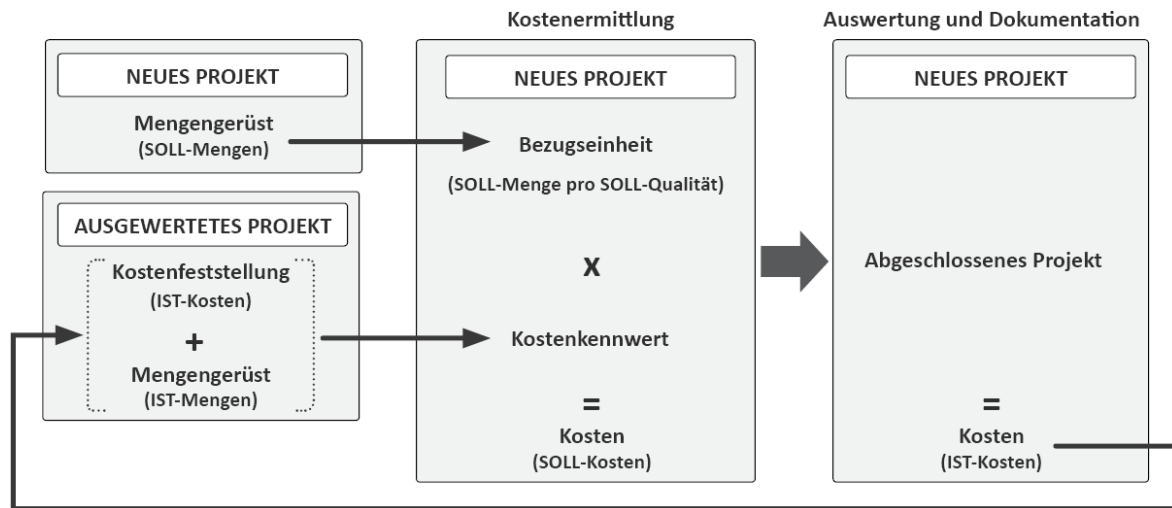 Kostenermittlung
Auswertung und Dokumentation
NEUES PROJEKT
Mengengerüst
(SOLL-Mengen)
AUSGEWERTETES PROJEKT
Kostenfeststellung
(IST-Kosten)
+
Mengengerüst
(IST-Mengen)
NEUES PROJEKT
Bezugseinheit
(SOLL-Menge pro SOLL-Qualität)
x
Kostenkennwert
=
Kosten
(SOLL-Kosten)
NEUES PROJEKT
Abgeschlossenes Projekt
=
Kosten
(IST-Kosten)